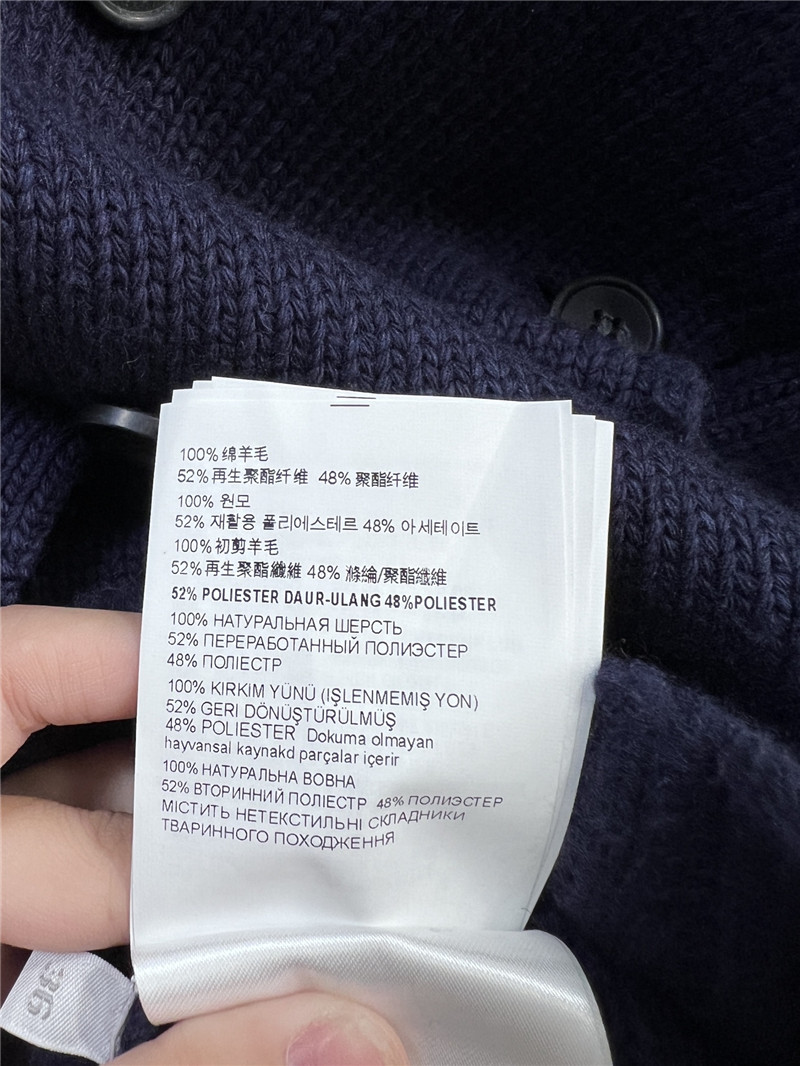 100% 绵羊毛
52% 再生聚酯纤维 48% 聚酯纤维
100% 원모
52% 재활용 폴리에스테르 48% 아세테이트
100% 初剪羊毛
52% 再生聚酯纖維 48% 滌綸/聚酯纖維
52% POLIESTER DAUR-ULANG 48%POLIESTER
100% НАТУРАЛЬНАЯ ШЕРСТЬ
52% ПЕРЕРАБОТАННЫЙ ПОЛИЭСТЕР
48% ПОЛІЕСТР
100% KIRKIM YÜNÜ (IŞLENMEMIŞ YON)
52% GERI DÖNÜŞTÜRÜLMÜŞ
48% POLIESTER Dokuma olmayan
hayvansal kaynakd parçalar içerir
100% НАТУРАЛЬНА ВОВНА
52% ВТОРИННИЙ ПОЛІЕСТР 48% ПОЛИЭСТЕР
МІСТИТЬ НЕТЕКСТИЛЬНІ СКЛАДНИКИ
ТВАРИННОГО ПОХОДЖЕННЯ
36